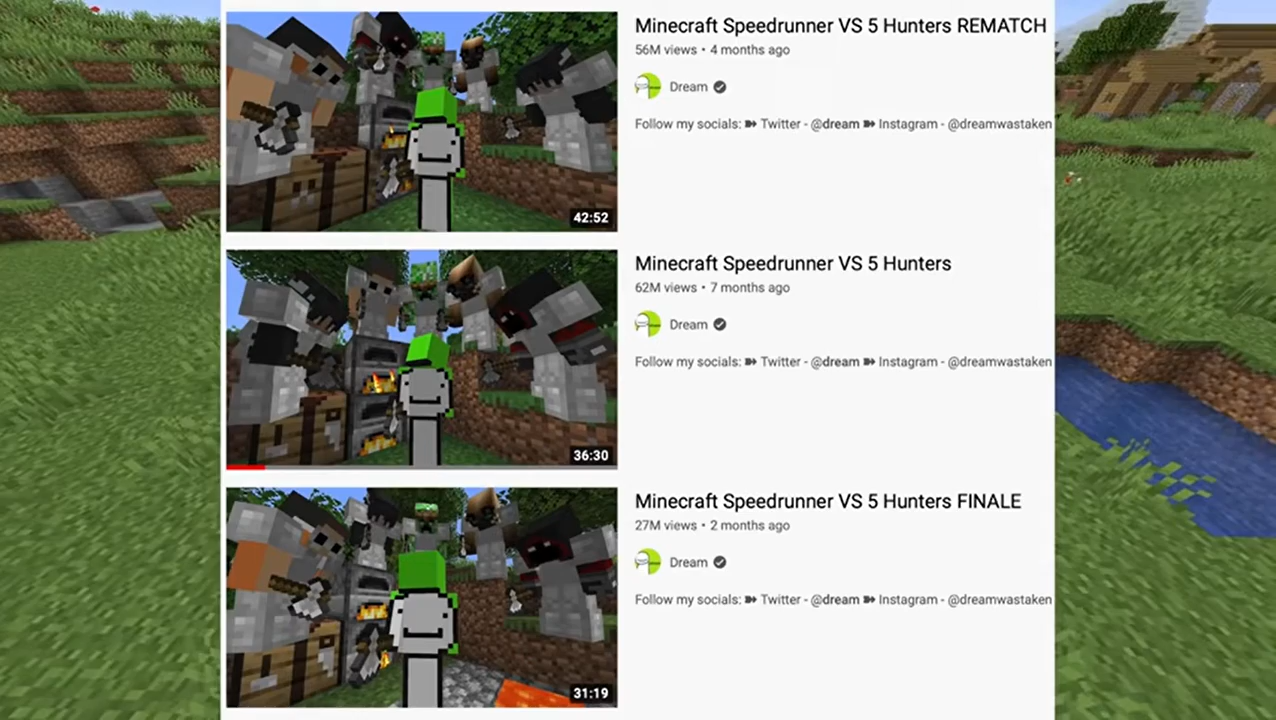 Minecraft Speedrunner VS 5 Hunters REMATCH
56M views • 4 months ago
Dream
Follow my socials: ➽ Twitter - @dream ➽ Instagram - @dreamwastaken
42:52
Minecraft Speedrunner VS 5 Hunters
62M views • 7 months ago
Dream
Follow my socials: ➽ Twitter - @dream ➽ Instagram - @dreamwastaken
36:30
Minecraft Speedrunner VS 5 Hunters FINALE
27M views • 2 months ago
Dream
Follow my socials: ➽ Twitter - @dream ➽ Instagram - @dreamwastaken
31:19